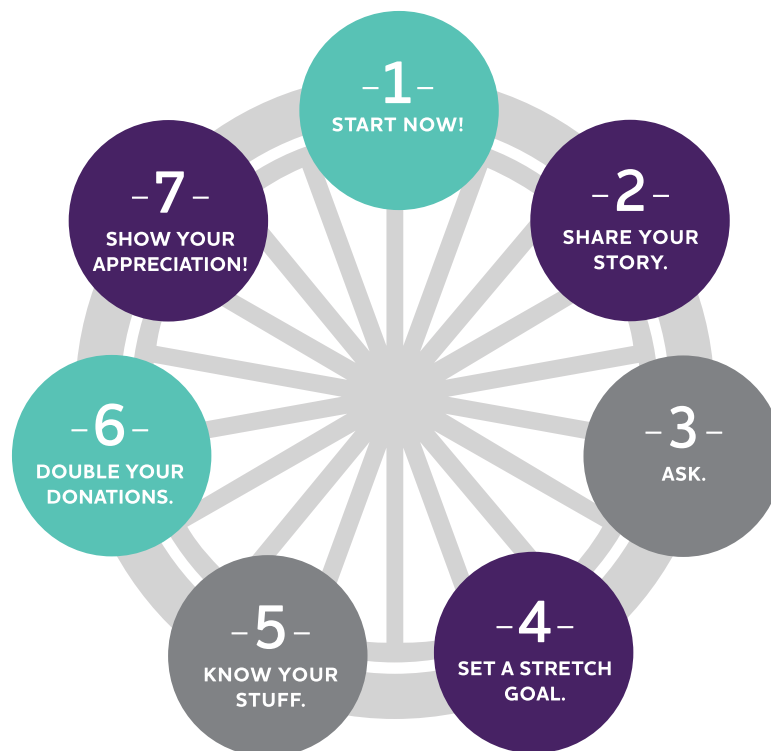 -1-
START NOW!
-2-
SHARE YOUR
STORY.
-3-
ASK.
-4-
SET A STRETCH
GOAL.
-5-
KNOW YOUR
STUFF.
-6-
DOUBLE YOUR
DONATIONS.
-7-
SHOW YOUR
APPRECIATION!